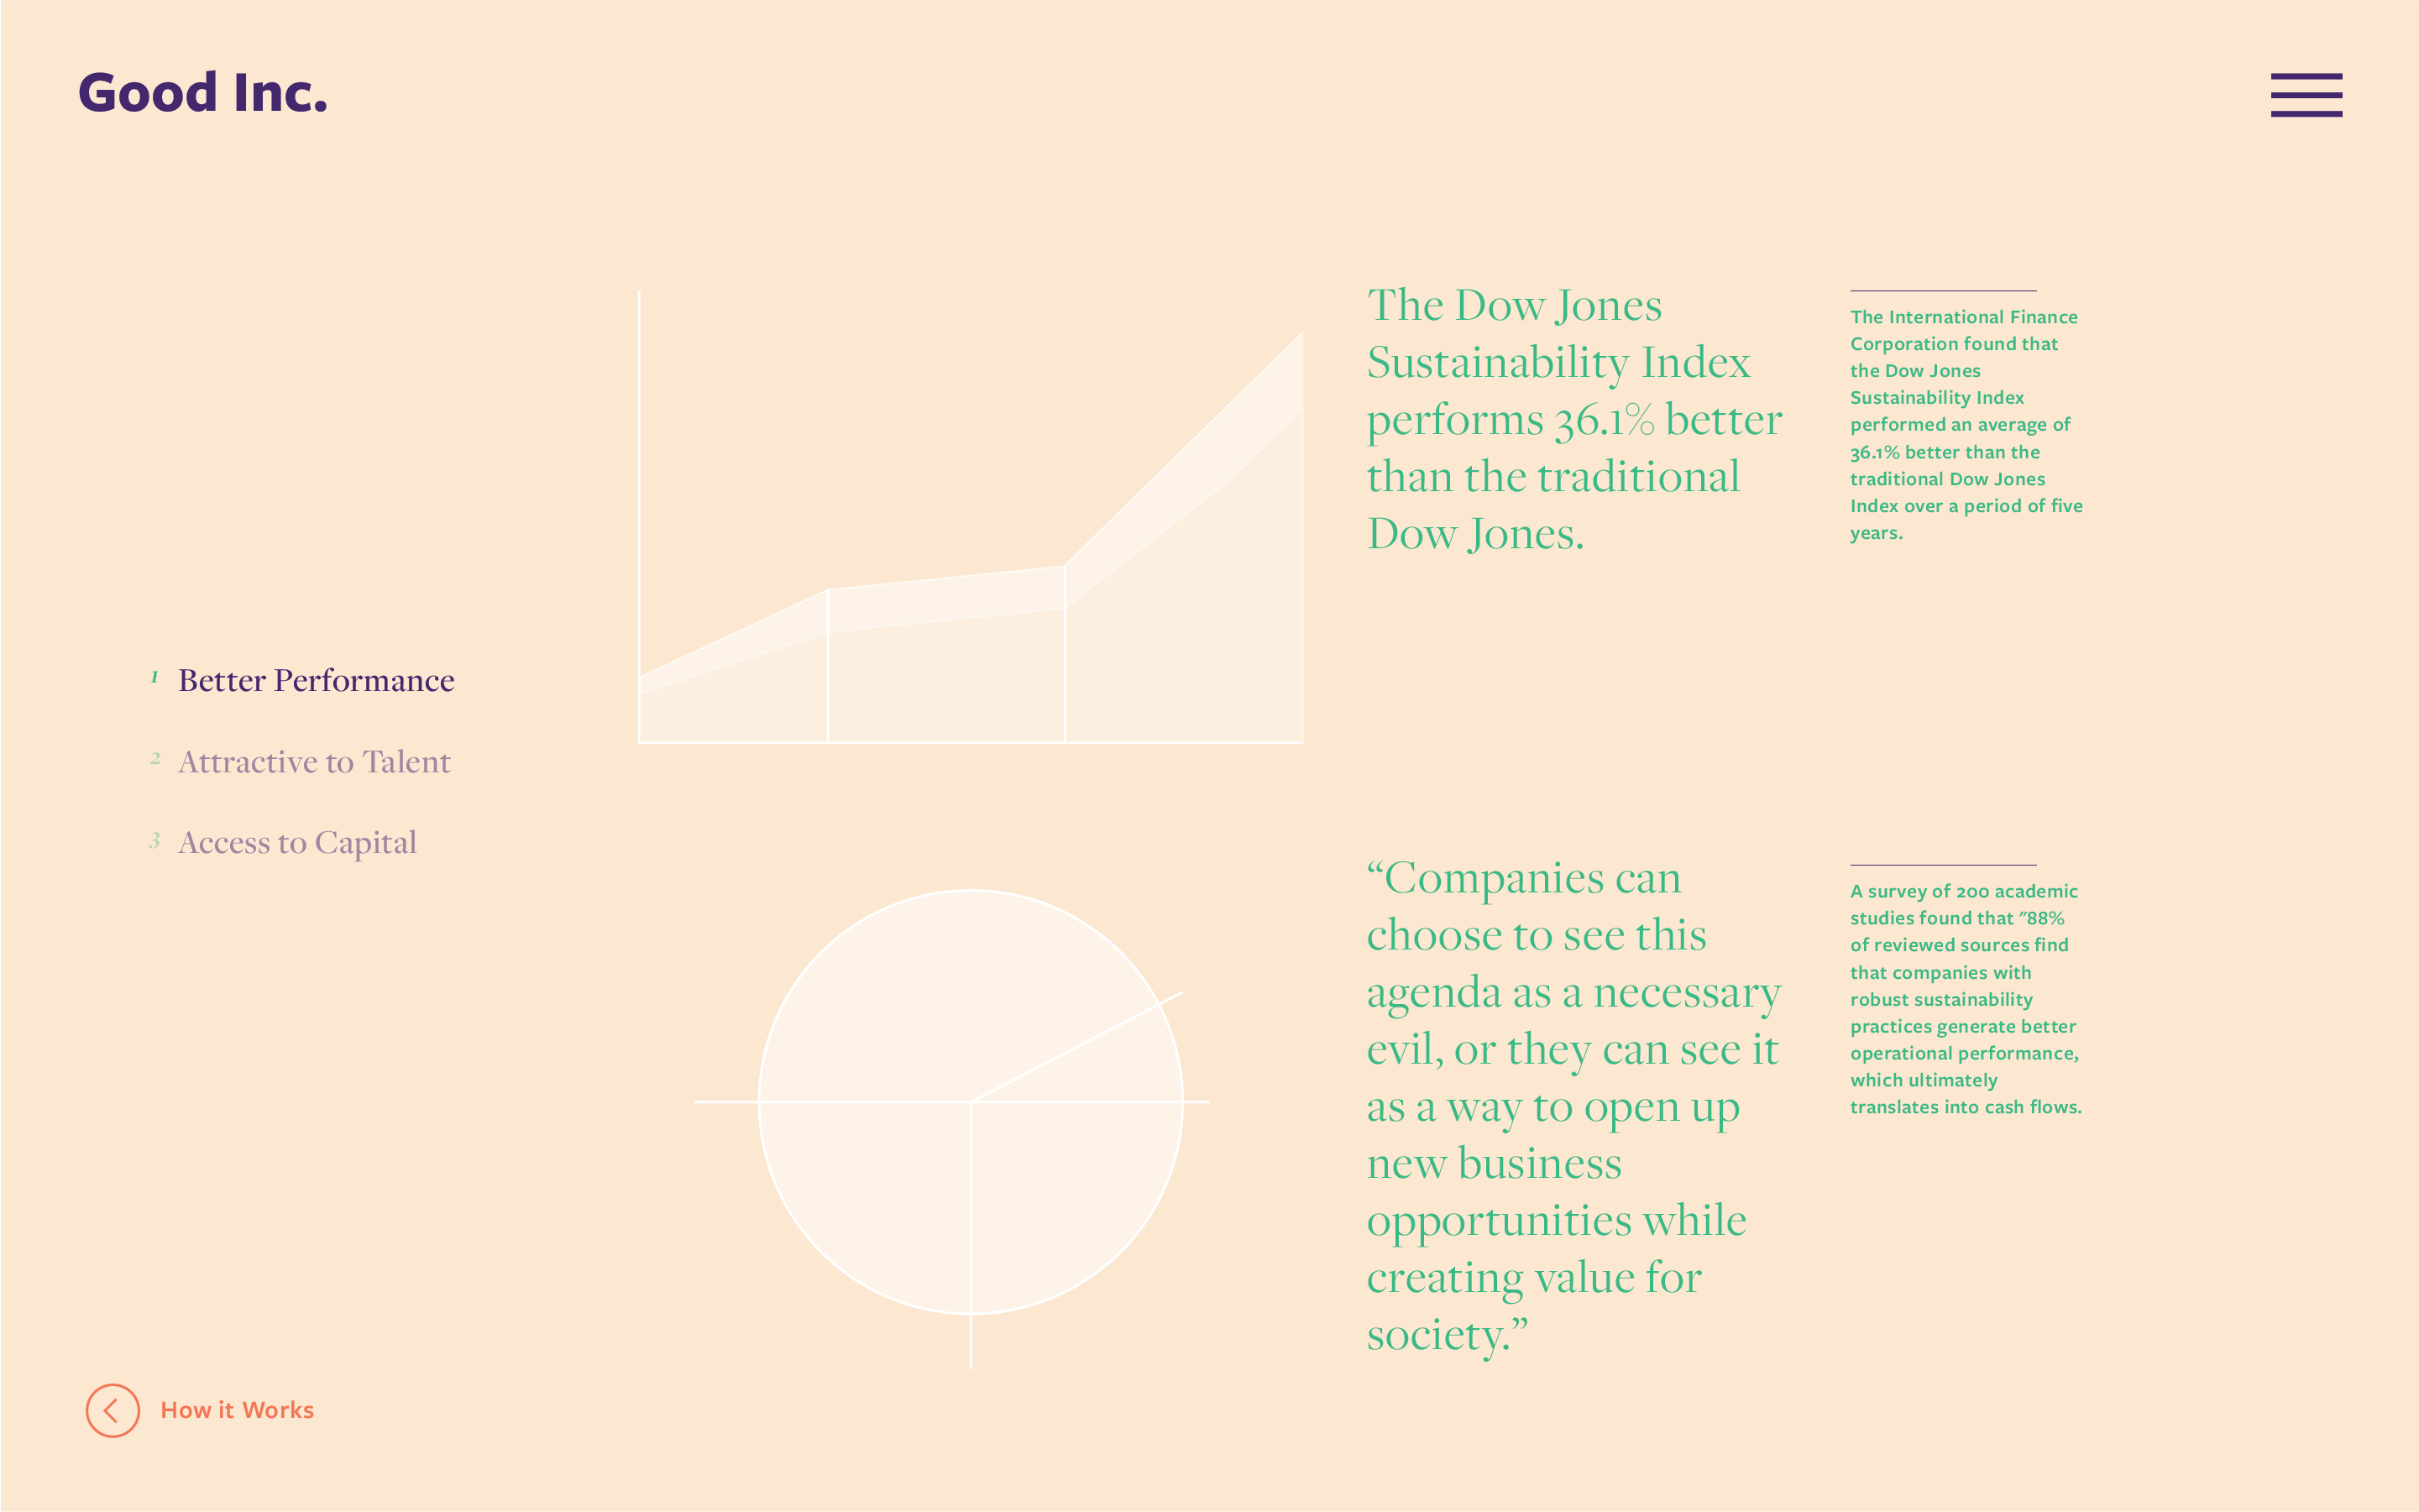 Good Inc.
1 Better Performance
2 Attractive to Talent
3 Access to Capital
The Dow Jones
Sustainability Index
performs 36.1% better
than the traditional
Dow Jones.
The International Finance
Corporation found that
the Dow Jones
Sustainability Index
performed an average of
36.1% better than the
traditional Dow Jones
Index over a period of five
years.
“Companies can
choose to see this
agenda as a necessary
evil, or they can see it
as a way to open up
new business
opportunities while
creating value for
society.”
A survey of 200 academic
studies found that "88%
of reviewed sources find
that companies with
robust sustainability
practices generate better
operational performance,
which ultimately
translates into cash flows.
How it Works